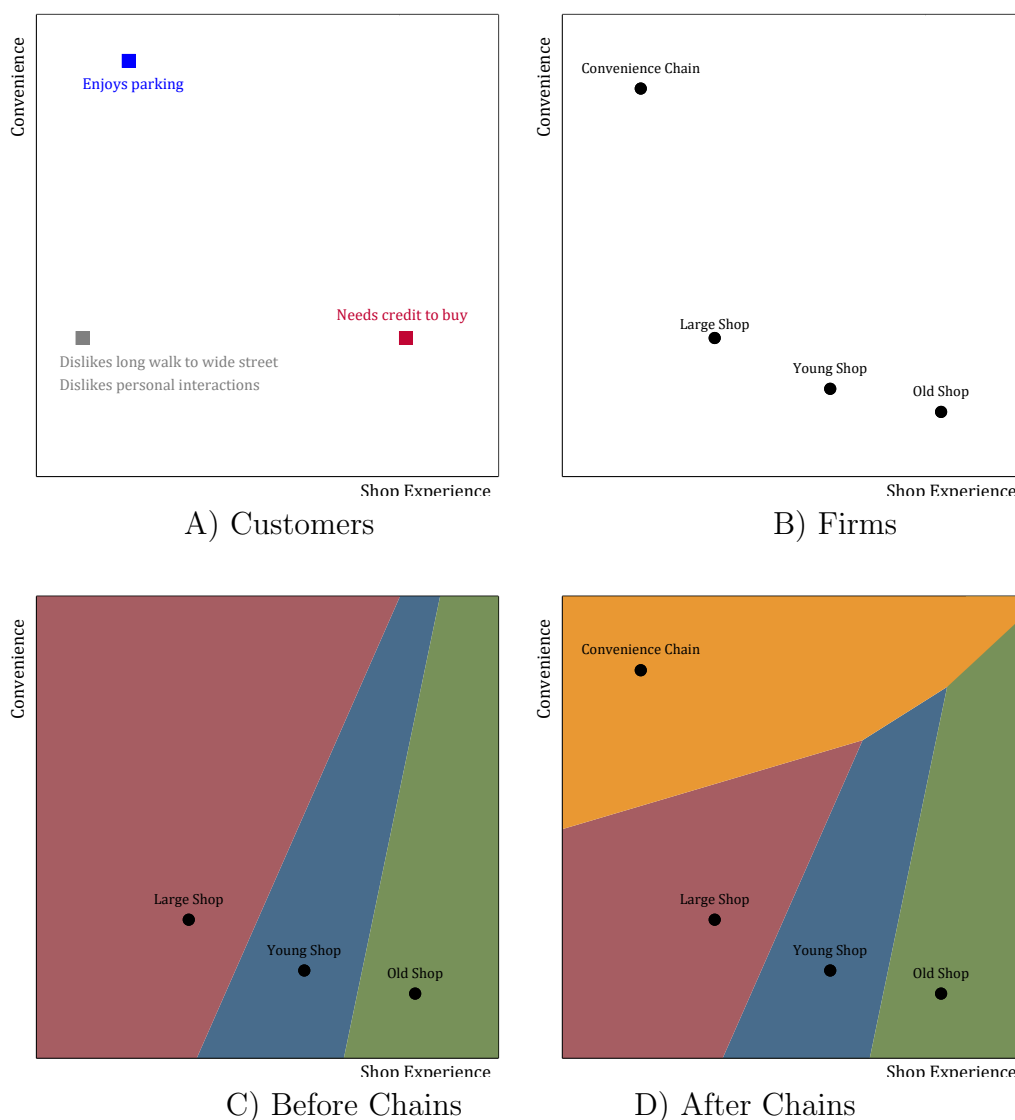 Convenience
Enjoys parking
Needs credit to buy
Dislikes long walk to wide street
Dislikes personal interactions
Shop Experience
A) Customers
Convenience
Convenience Chain
Large Shop
Young Shop
Old Shop
Shop Experience
B) Firms
Convenience
Large Shop
Young Shop
Old Shop
Shop Experience
C) Before Chains
Convenience
Convenience Chain
Large Shop
Young Shop
Old Shop
Shop Experience
D) After Chains